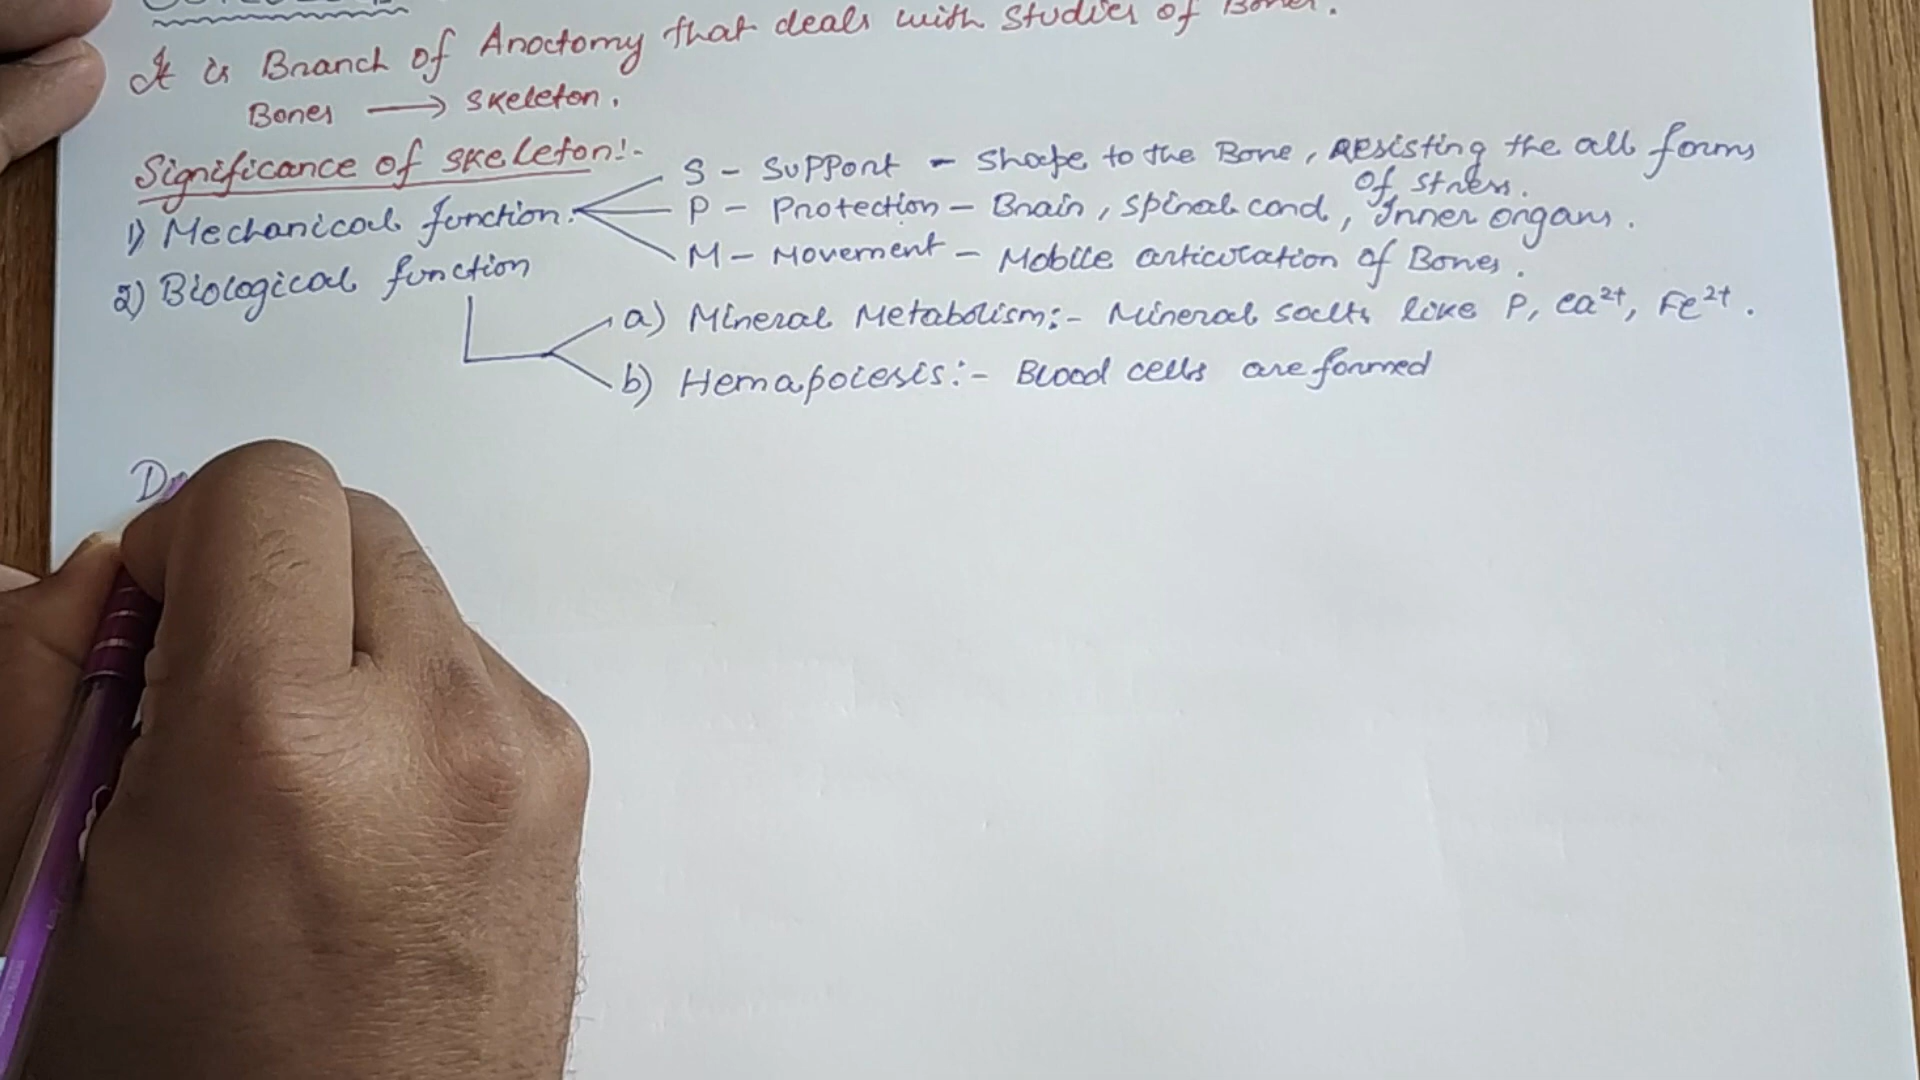 It is Branch of Anoctomy that deals with studies of Bones.
Bones → skeleton.
Significance of skeleton:-
1) Mechanical function:
S - Support - Shape to the Bone, Resisting the all forms of stress.
P - Protection - Brain, spinal cord, Inner organs.
M - Movement - Mobile articulation of Bones.
2) Biological function
a) Mineral Metabolism:- Mineral salts like P, Ca²⁺, Fe²⁺.
b) Hemapoiesis:- Blood cells are formed